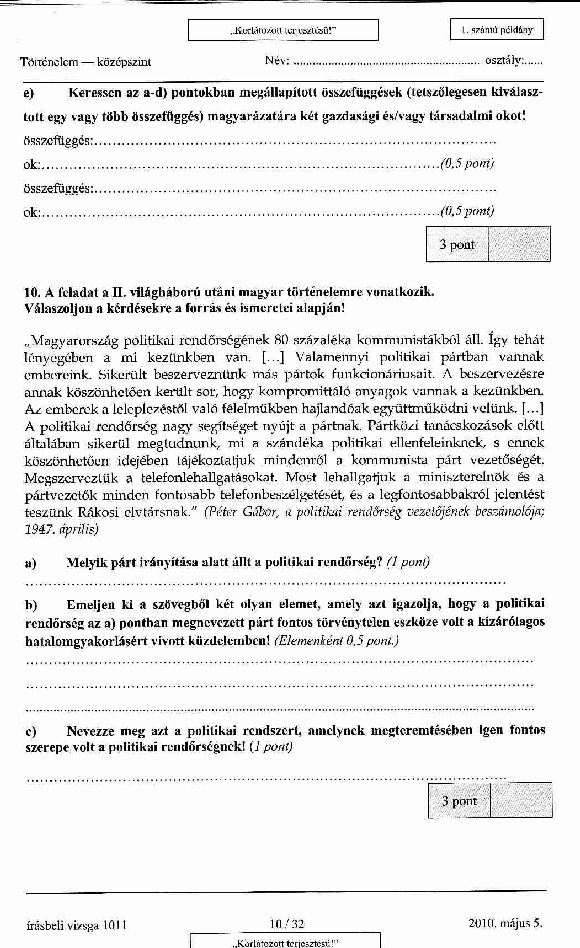 „Korlátozott terjesztésű!”
1. számú példány
Történelem — középszint
Név: ........................................................... osztály:......
e) Keressen az a-d) pontokban megállapított összefüggések (tetszőlegesen kiválasz-
tott egy vagy több összefüggés) magyarázatára két gazdasági és/vagy társadalmi okot!
összefüggés:..........................................................................................
ok:......................................................................................(0,5 pont)
összefüggés:..........................................................................................
ok:......................................................................................(0,5 pont)
3 pont
10. A feladat a II. világháború utáni magyar történelemre vonatkozik.
Válaszoljon a kérdésekre a forrás és ismeretei alapján!
„Magyarország politikai rendőrségének 80 százaléka kommunistákból áll. Így tehát
lényegében a mi kezünkben van. [...] Valamennyi politikai pártban vannak
embereink. Sikerült beszerveznünk más pártok funkcionáriusait. A beszervezésre
annak köszönhetően került sor, hogy kompromittáló anyagok vannak a kezünkben.
Az emberek a leleplezéstől való félelmükben hajlandóak együttműködni velünk. [...]
A politikai rendőrség nagy segítséget nyújt a pártnak. Pártközi tanácskozások előtt
általában sikerül megtudnunk, mi a szándéka politikai ellenfeleinknek, s ennek
köszönhetően idejében tájékoztatjuk mindenről a kommunista párt vezetőségét.
Megszerveztük a telefonlehallgatásokat. Most lehallgatjuk a miniszterelnök és a
pártvezetők minden fontosabb telefonbeszélgetését, és a legfontosabbakról jelentést
teszünk Rákosi elvtársnak.” (Péter Gábor, a politikai rendőrség vezetőjének beszámolója;
1947. április)
a) Melyik párt irányítása alatt állt a politikai rendőrség? (1 pont)
..........................................................................................................
b) Emeljen ki a szövegből két olyan elemet, amely azt igazolja, hogy a politikai
rendőrség az a) pontban megnevezett párt fontos törvénytelen eszköze volt a kizárólagos
hatalomgyakorlásért vívott küzdelemben! (Elemenként 0,5 pont.)
..........................................................................................................
..........................................................................................................
..........................................................................................................
c) Nevezze meg azt a politikai rendszert, amelynek megteremtésében igen fontos
szerepe volt a politikai rendőrségnek! (1 pont)
..........................................................................................................
3 pont
írásbeli vizsga 1011
10 / 32
2010. május 5.
„Korlátozott terjesztésű!”